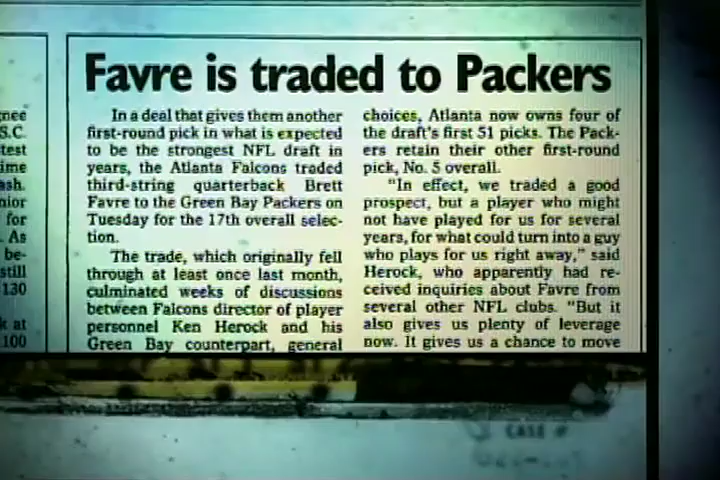 Favre is traded to Packers
In a deal that gives them another
first-round pick in what is expected
to be the strongest NFL draft in
years, the Atlanta Falcons traded
third-string quarterback Brett
Favre to the Green Bay Packers on
Tuesday for the 17th overall selec-
tion.
The trade, which originally fell
through at least once last month,
culminated weeks of discussions
between Falcons director of player
personnel Ken Herock and his
Green Bay counterpart, general
choices, Atlanta now owns four of
the draft's first 51 picks. The Pack-
ers retain their other first-round
pick, No. 5 overall.
"In effect, we traded a good
prospect, but a player who might
not have played for us for several
years, for what could turn into a guy
who plays for us right away," said
Herock, who apparently had re-
ceived inquiries about Favre from
several other NFL clubs. "But it
also gives us plenty of leverage
now. It gives us a chance to move
S.C.
for
As
be-
still
130
at
100
CASE #